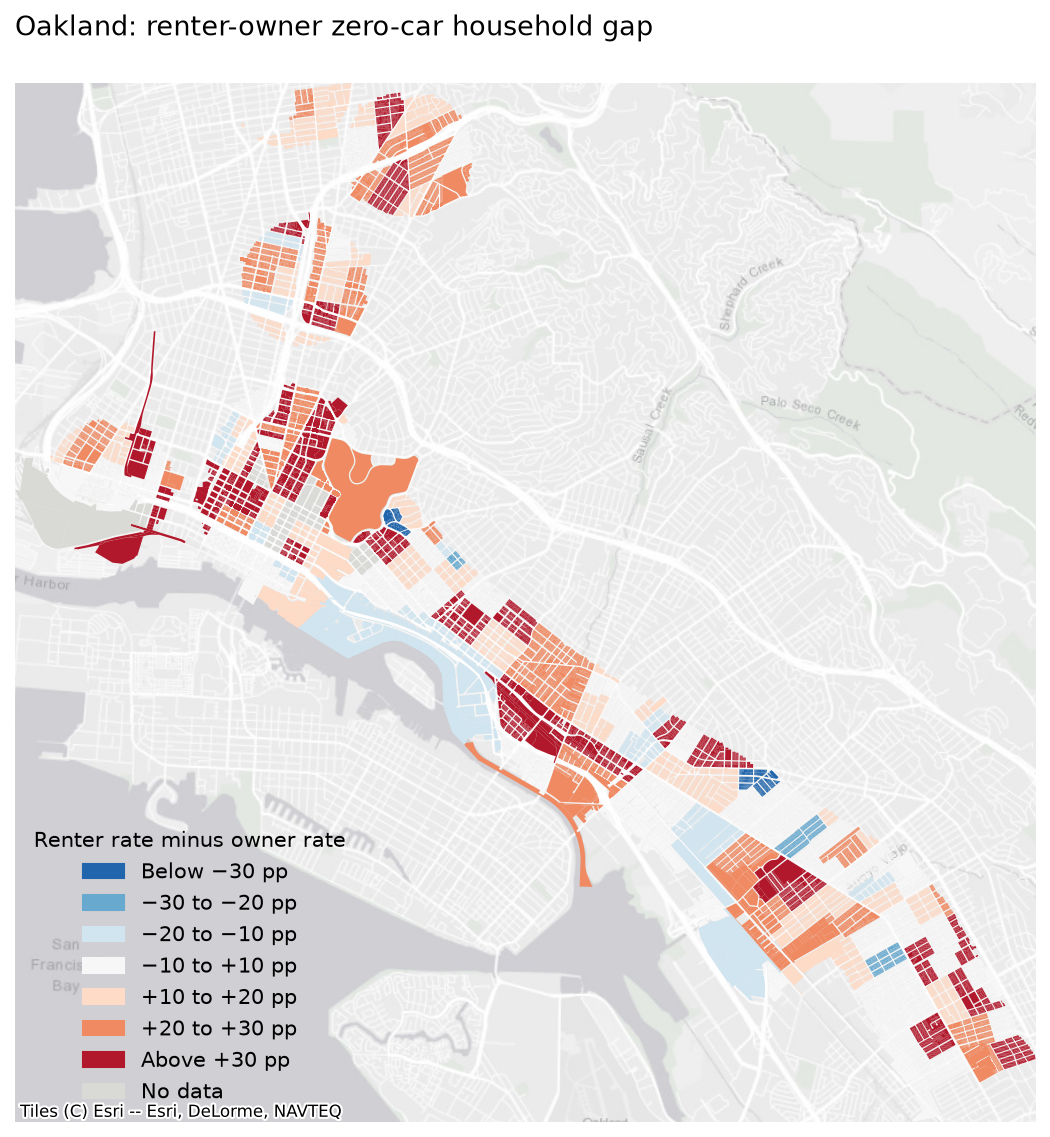 Oakland: renter-owner zero-car household gap
Shephard Creek
Palo Seco Creek
Sausal Creek
r Harbor
Renter rate minus owner rate
Below −30 pp
−30 to −20 pp
−20 to −10 pp
−10 to +10 pp
+10 to +20 pp
+20 to +30 pp
Above +30 pp
No data
San
Francis
Bay
Tiles (C) Esri -- Esri, DeLorme, NAVTEQ